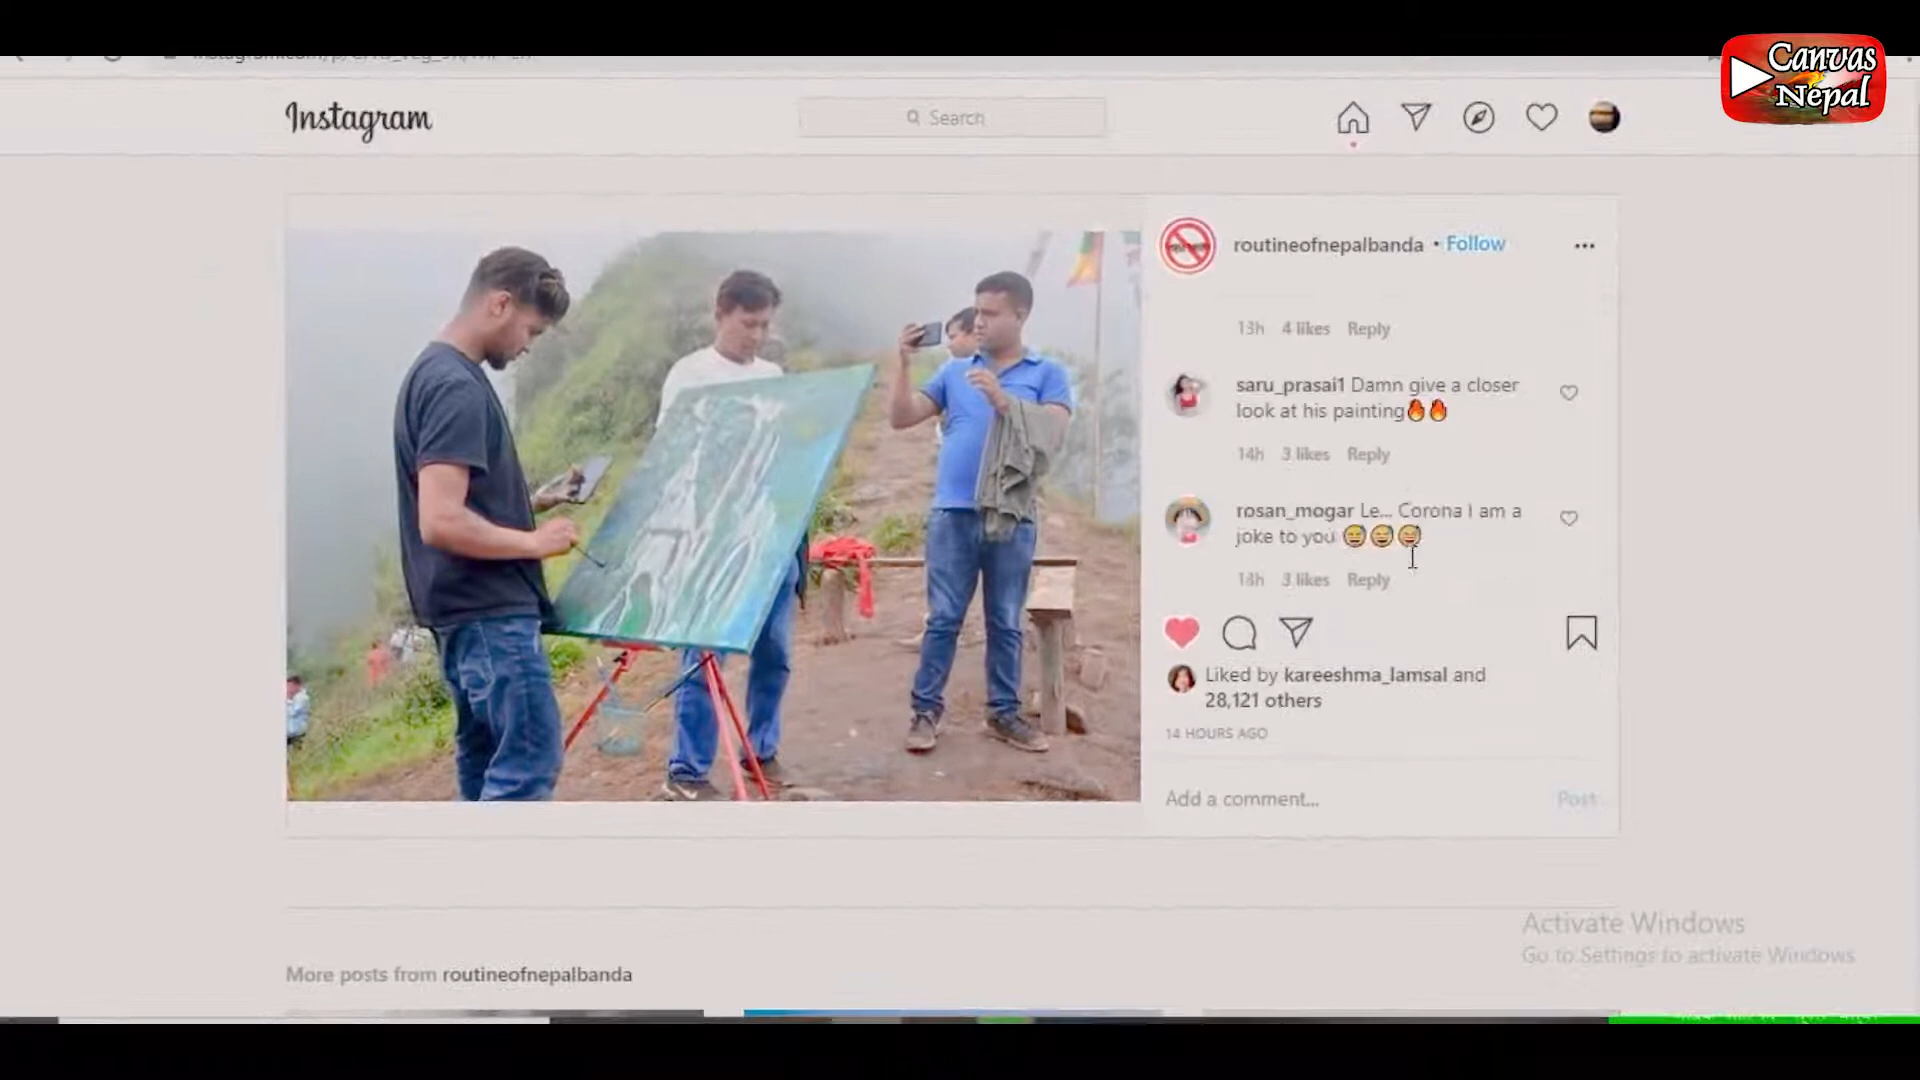 Canvas
Nepal
Instagram
Search
routineofnepalbanda • Follow
13h 4 likes Reply
saru_prasai1 Damn give a closer
look at his painting🔥🔥
14h 3 likes Reply
rosan_mogar Le... Corona I am a
joke to you 😅😅😅
13h 3 likes Reply
Liked by kareeshma_lamsal and
28,121 others
14 HOURS AGO
Add a comment...
Post
Activate Windows
Go to Settings to activate Windows
More posts from routineofnepalbanda